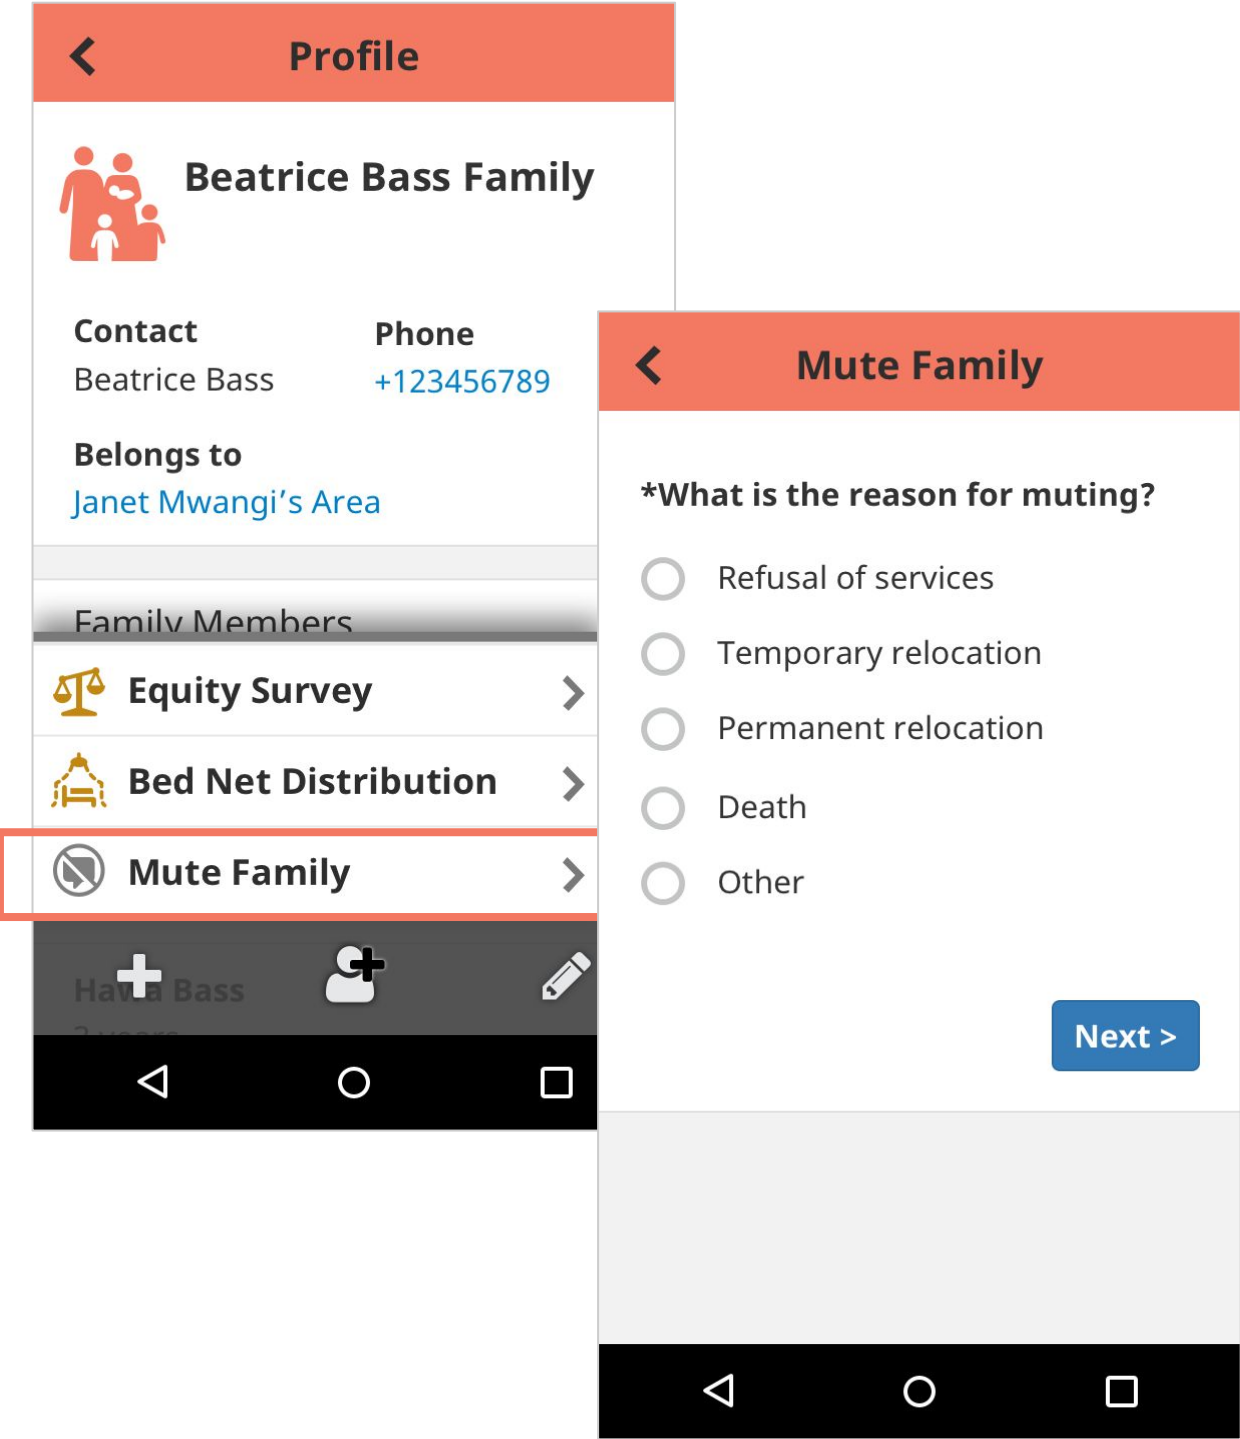 Profile
Beatrice Bass Family
Contact
Beatrice Bass
Phone
+123456789
Belongs to
Janet Mwangi’s Area
Family Members
Equity Survey
Bed Net Distribution
Mute Family
Hawa Bass
Mute Family
*What is the reason for muting?
Refusal of services
Temporary relocation
Permanent relocation
Death
Other
Next >